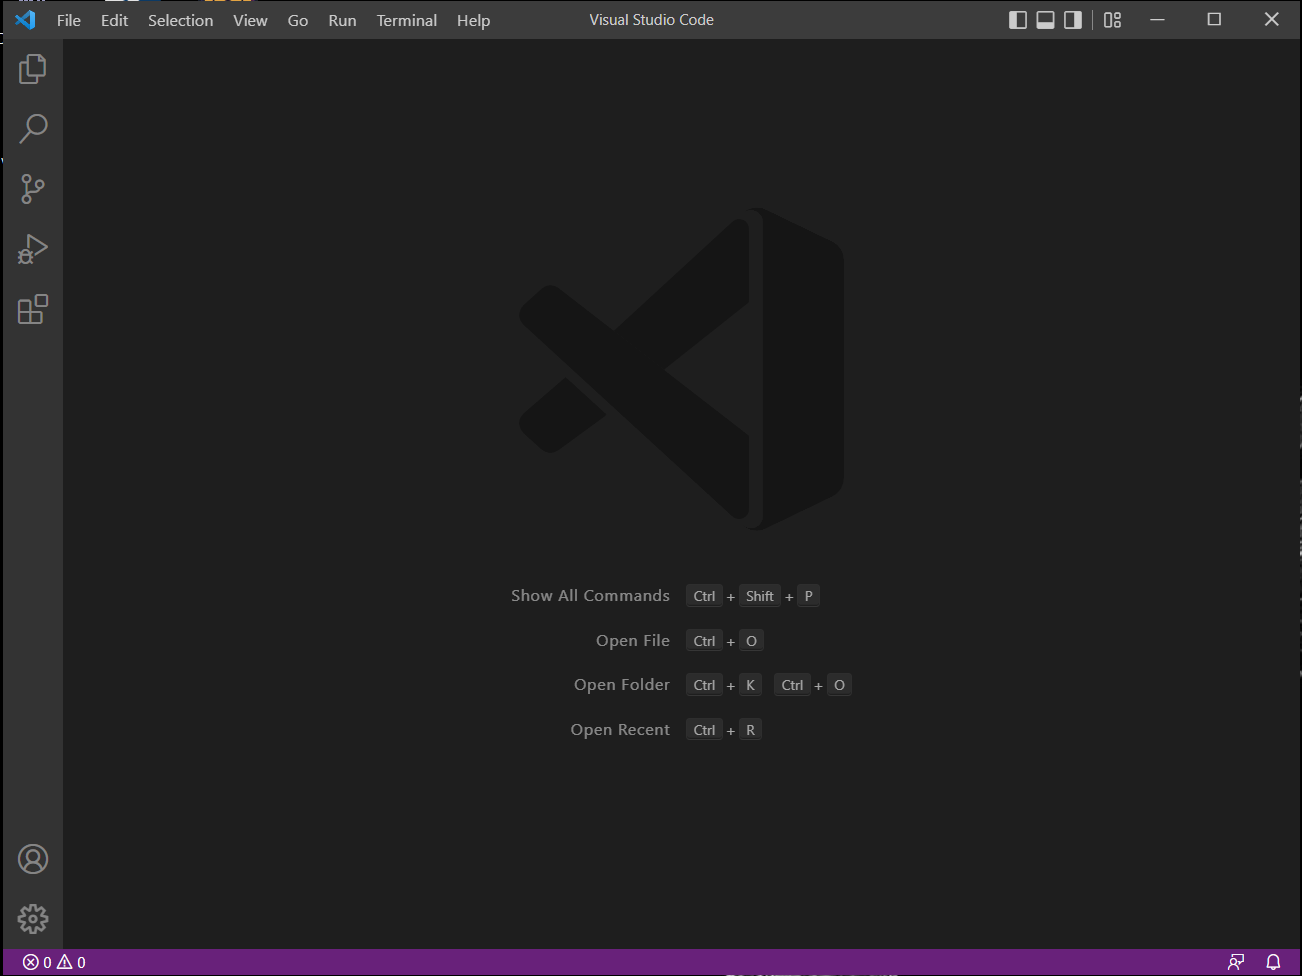 File Edit Selection View Go Run Terminal Help Visual Studio Code
Show All Commands Ctrl + Shift + P
Open File Ctrl + O
Open Folder Ctrl + K Ctrl + O
Open Recent Ctrl + R
0 0